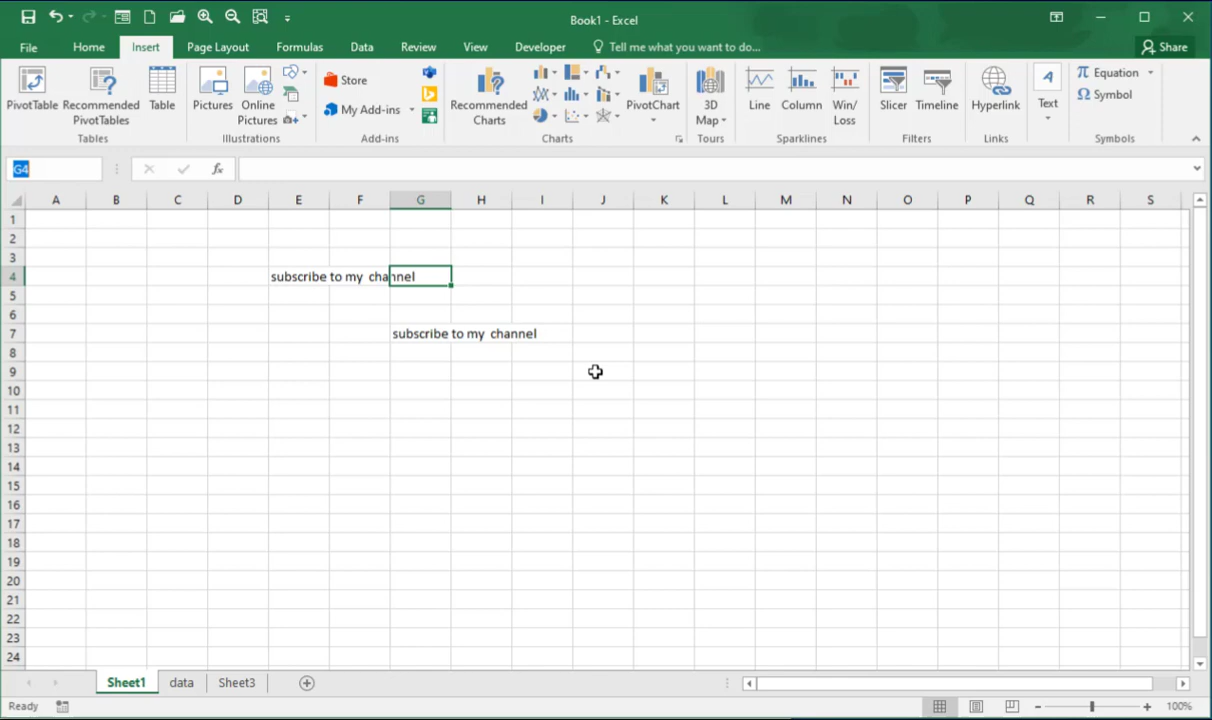 Book1 - Excel
File Home Insert Page Layout Formulas Data Review View Developer Tell me what you want to do... Share
PivotTable Recommended PivotTables Table Pictures Online Pictures Store My Add-ins Recommended Charts PivotChart 3D Map Line Column Win/Loss Slicer Timeline Hyperlink Text π Equation Ω Symbol
Tables Illustrations Add-ins Charts Tours Sparklines Filters Links Symbols
G4 fx
A B C D E F G H I J K L M N O P Q R S
1
2
3
4 subscribe to my channel
5
6
7 subscribe to my channel
8
9
10
11
12
13
14
15
16
17
18
19
20
21
22
23
24
Sheet1 data Sheet3
Ready 100%